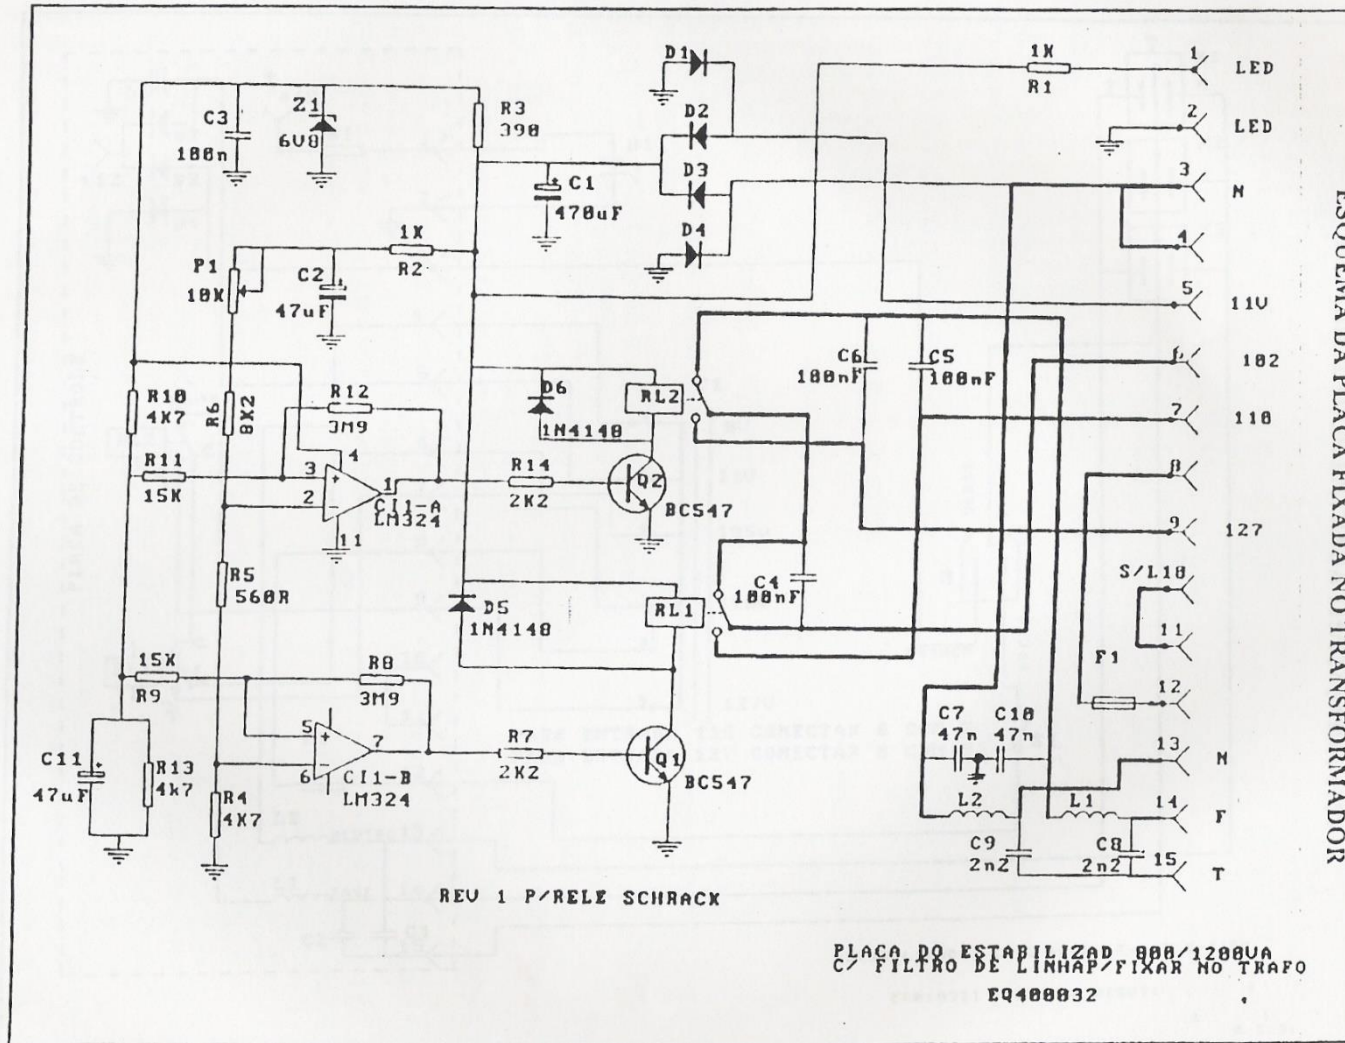 D1
1K
R1
1
LED
C3
100n
Z1
6V8
R3
390
D2
2
LED
D3
3
N
C1
470uF
D4
4
1K
R2
P1
10K
C2
47uF
5
11V
C6
100nF
C5
100nF
6
102
D6
1N4148
RL2
7
110
R10
4K7
R6
8K2
R12
3M9
4
R11
15K
3
+
2
-
1
CI1-A
LM324
11
R14
2K2
Q2
BC547
8
9
127
R5
560R
D5
1N4148
C4
100nF
RL1
S/L10
11
15K
R9
R8
3M9
F1
12
5
+
6
-
7
CI1-B
LM324
R7
2K2
Q1
BC547
C7
47n
C10
47n
13
N
C11
47uF
R13
4k7
R4
4K7
L2
L1
14
F
C9
2n2
C8
2n2
15
T
REV 1 P/RELE SCHRACK
PLACA DO ESTABILIZAD 800/1200VA
C/ FILTRO DE LINHAP/FIXAR NO TRAFO
EQ400032
ESQUEMA DA PLACA FIXADA NO TRANSFORMADOR